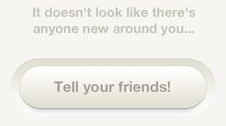 It doesn't look like there's
anyone new around you...
Tell your friends!